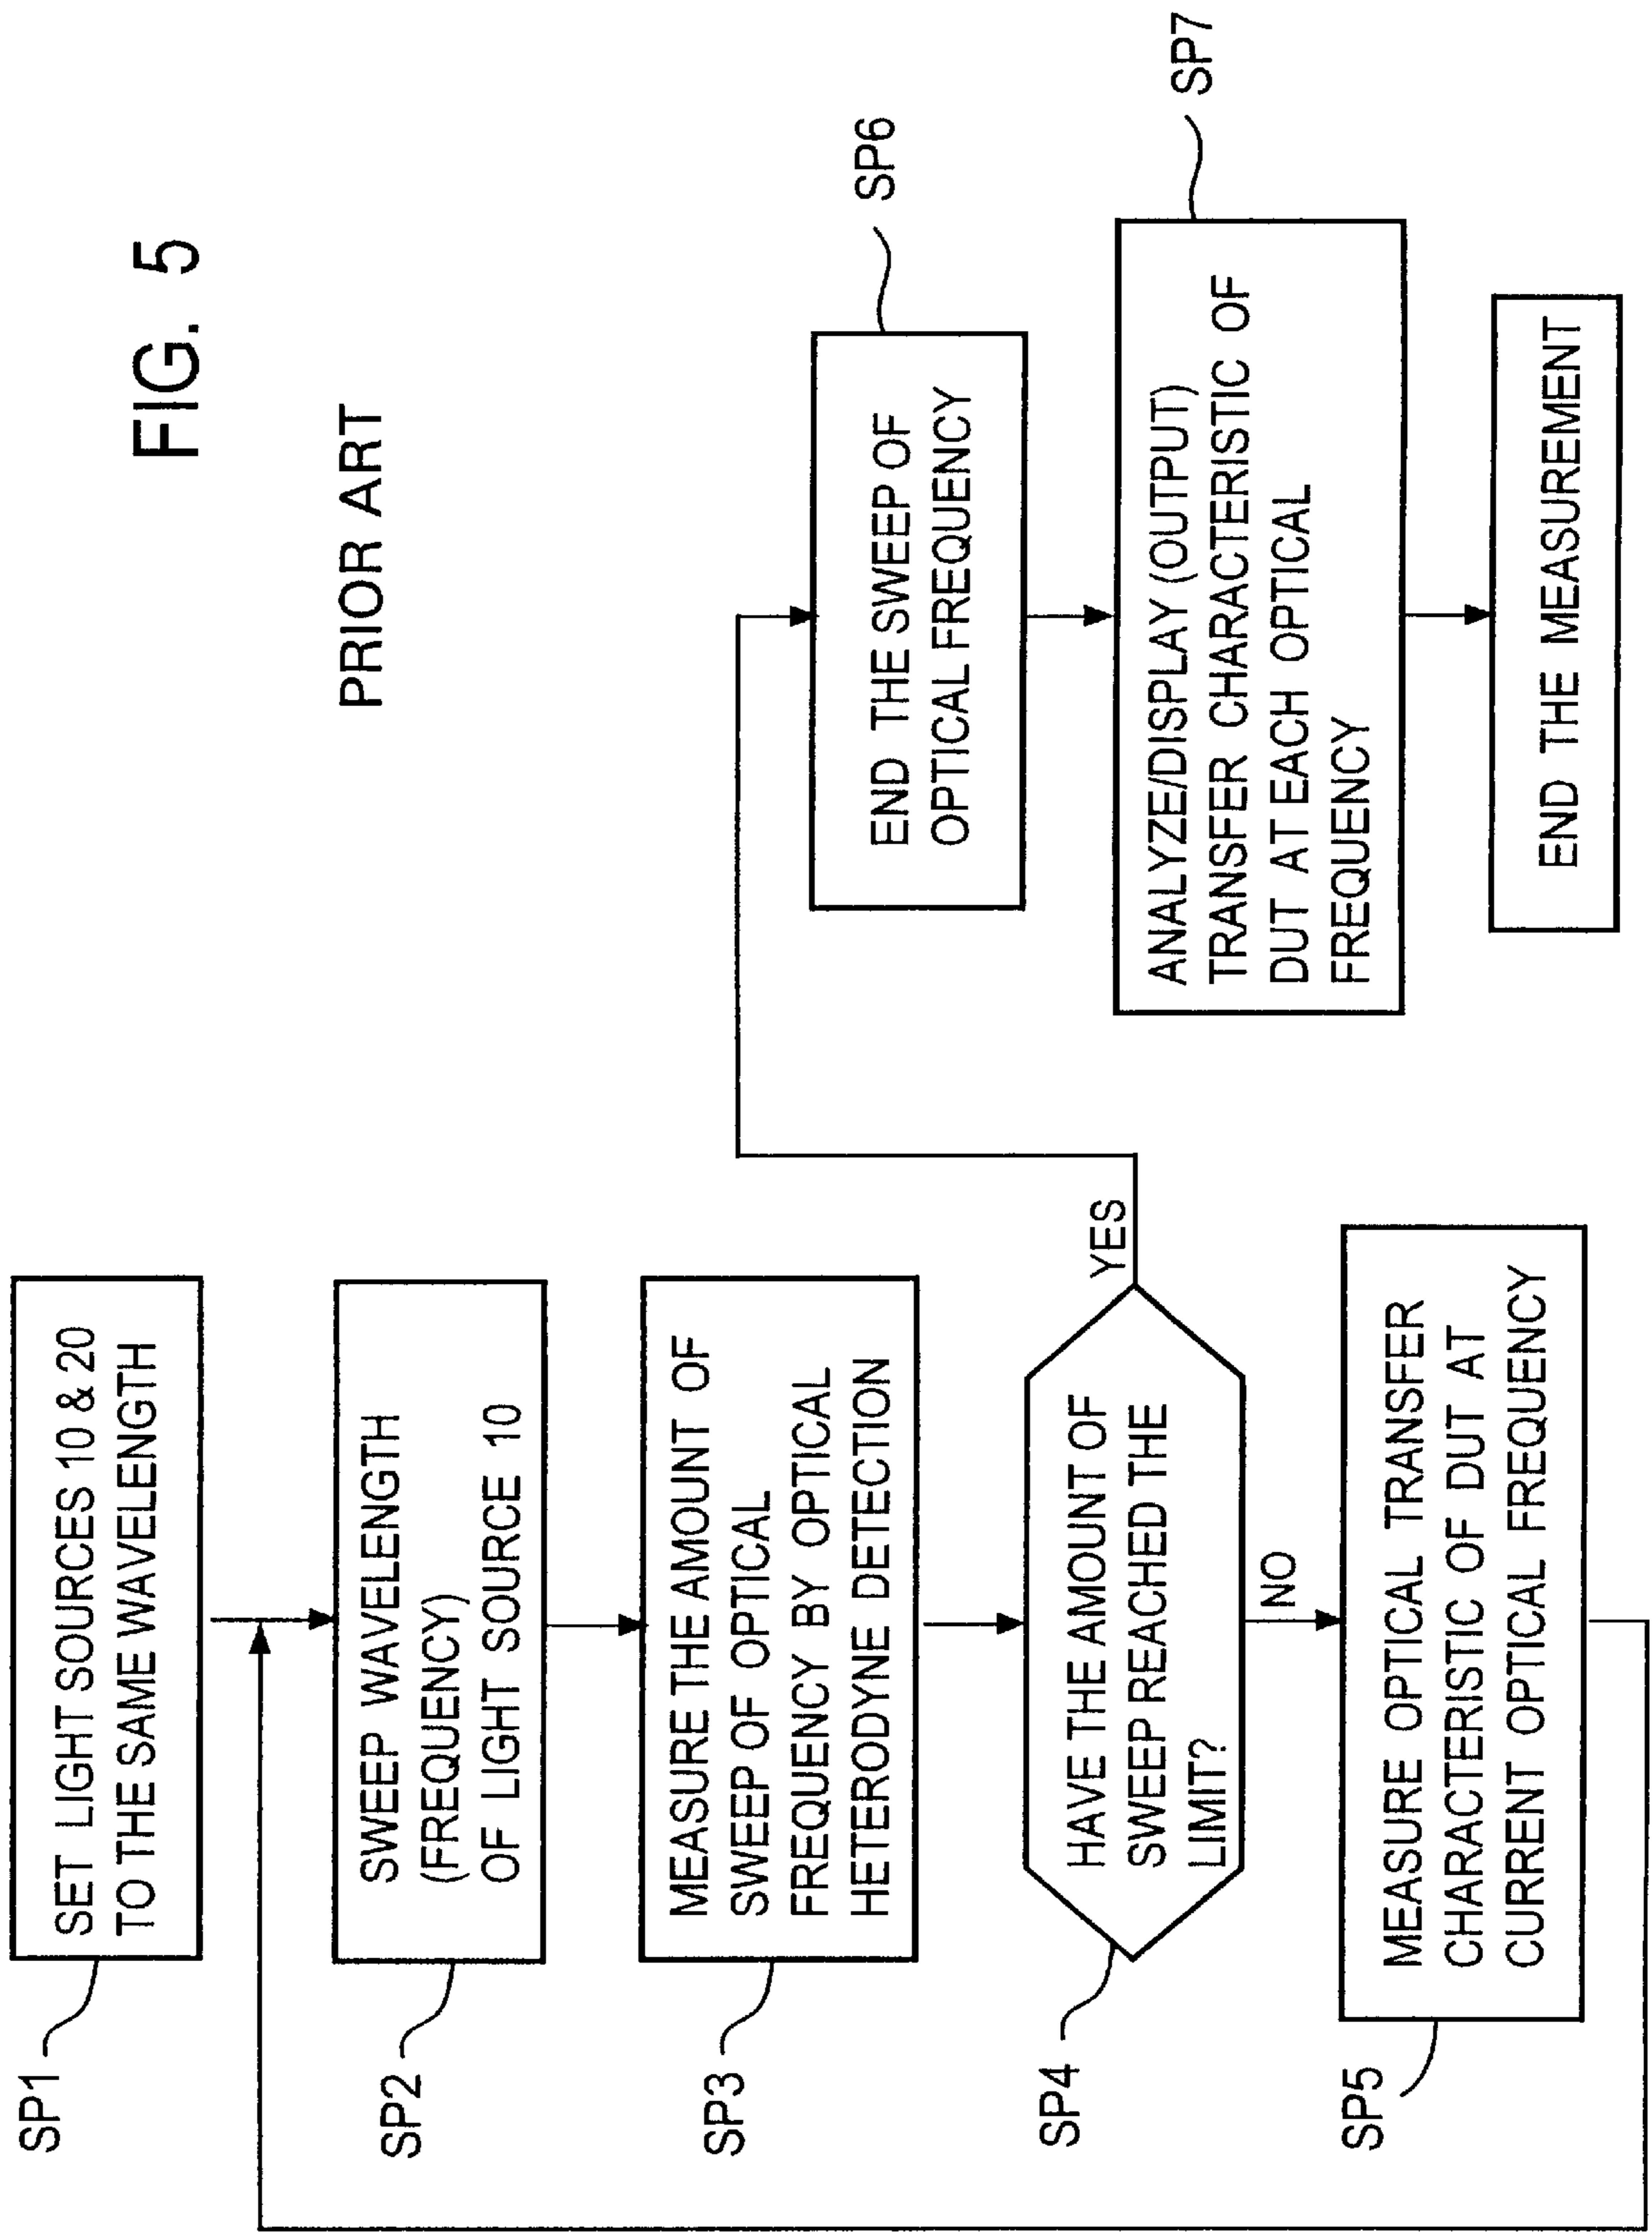 FIG. 5
PRIOR ART
SP1
SET LIGHT SOURCES 10 & 20
TO THE SAME WAVELENGTH
SP2
SWEEP WAVELENGTH
(FREQUENCY)
OF LIGHT SOURCE 10
SP3
MEASURE THE AMOUNT OF
SWEEP OF OPTICAL
FREQUENCY BY OPTICAL
HETERODYNE DETECTION
SP4
HAVE THE AMOUNT OF
SWEEP REACHED THE
LIMIT?
YES
NO
SP5
MEASURE OPTICAL TRANSFER
CHARACTERISTIC OF DUT AT
CURRENT OPTICAL FREQUENCY
SP6
END THE SWEEP OF
OPTICAL FREQUENCY
SP7
ANALYZE/DISPLAY (OUTPUT)
TRANSFER CHARACTERISTIC OF
DUT AT EACH OPTICAL
FREQUENCY
END THE MEASUREMENT